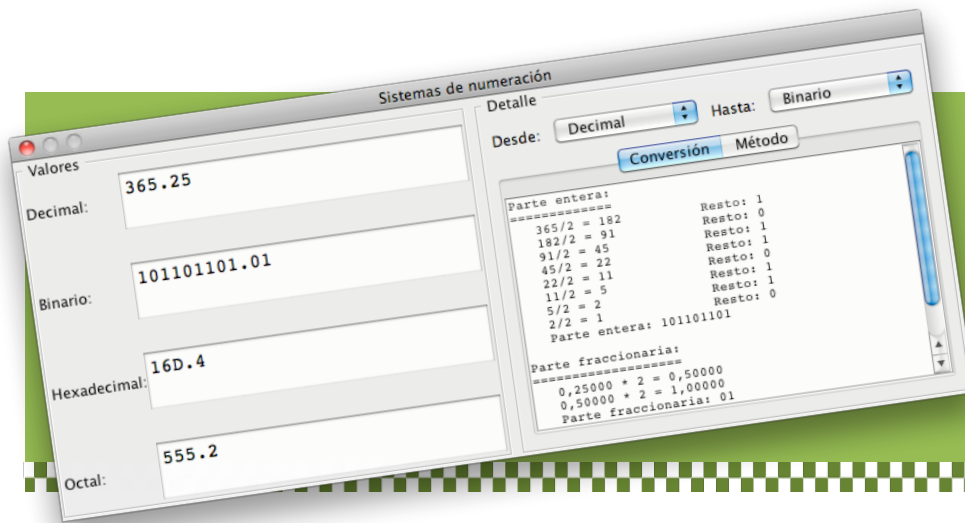 Sistemas de numeración
Valores
Decimal:
365.25
Binario:
101101101.01
Hexadecimal:
16D.4
Octal:
555.2
Detalle
Desde: Decimal Hasta: Binario
Conversión Método
Parte entera:
=============
365/2 = 182 Resto: 1
182/2 = 91 Resto: 0
91/2 = 45 Resto: 1
45/2 = 22 Resto: 1
22/2 = 11 Resto: 0
11/2 = 5 Resto: 1
5/2 = 2 Resto: 1
2/2 = 1 Resto: 0
Parte entera: 101101101
Parte fraccionaria:
===================
0,25000 * 2 = 0,50000
0,50000 * 2 = 1,00000
Parte fraccionaria: 01